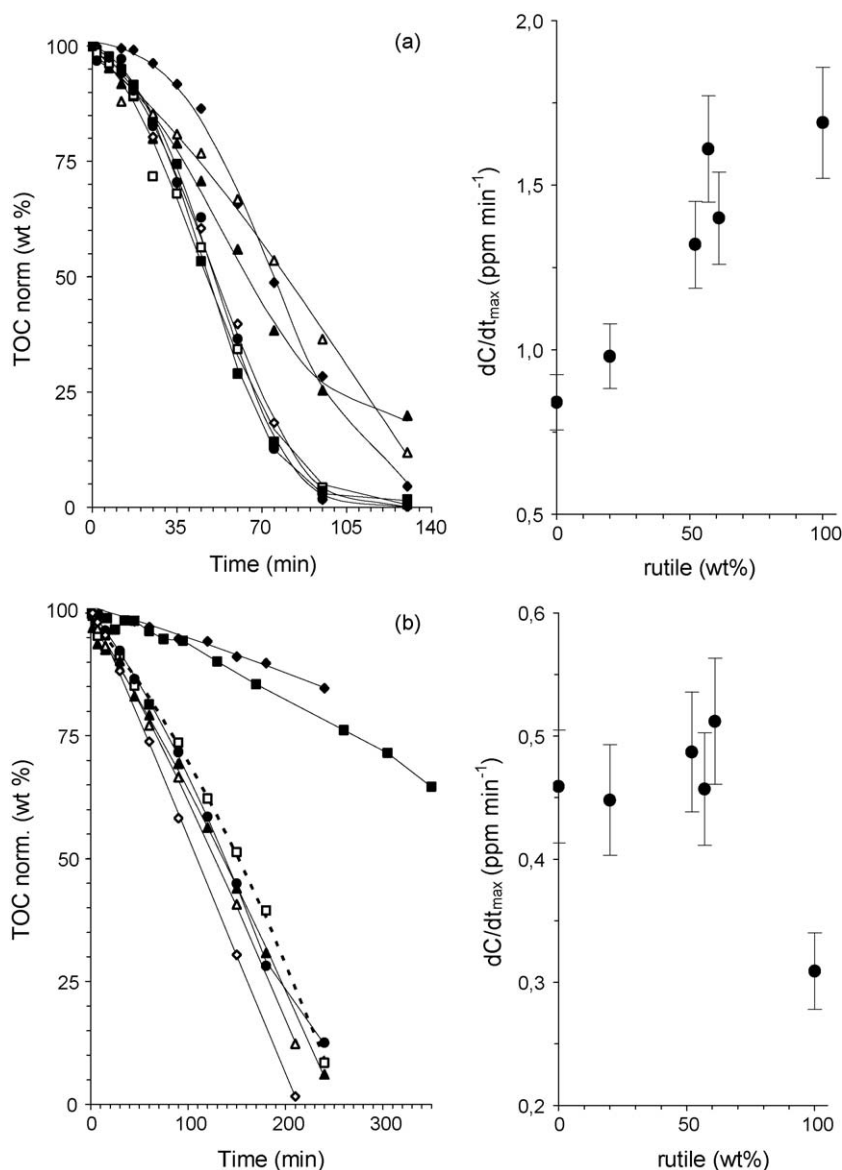 (a)
TOC norm (wt %)
100
75
50
25
0
0 35 70 105 140
Time (min)
dC/dtmax (ppm min-1)
2,0
1,5
1,0
0,5
0 50 100
rutile (wt%)
(b)
TOC norm. (wt %)
100
75
50
25
0
0 100 200 300
Time (min)
dC/dtmax (ppm min-1)
0,6
0,5
0,4
0,3
0,2
0 50 100
rutile (wt%)